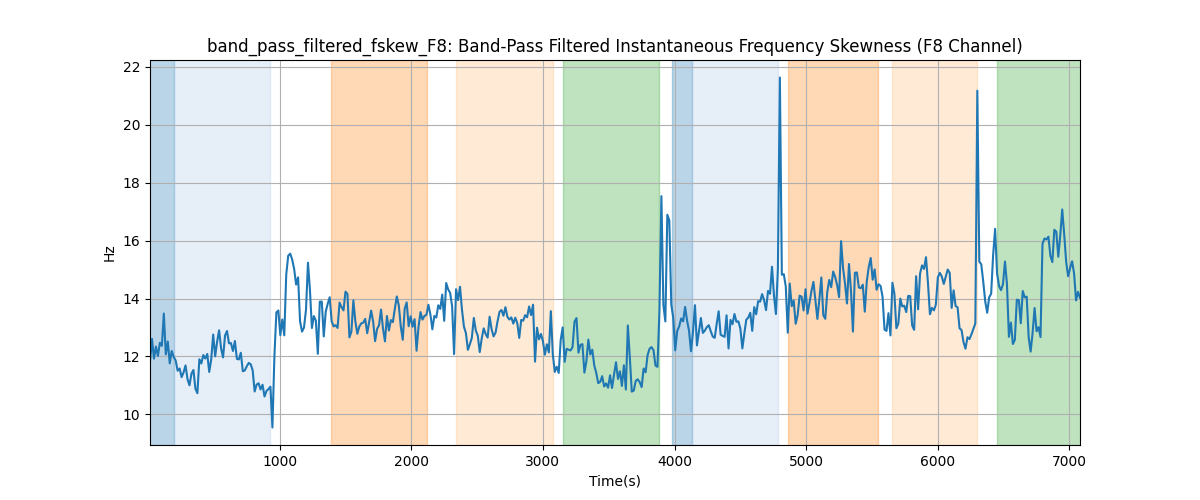 band_pass_filtered_fskew_F8: Band-Pass Filtered Instantaneous Frequency Skewness (F8 Channel)
22
20
18
16
14
12
10
Hz
1000 2000 3000 4000 5000 6000 7000
Time(s)